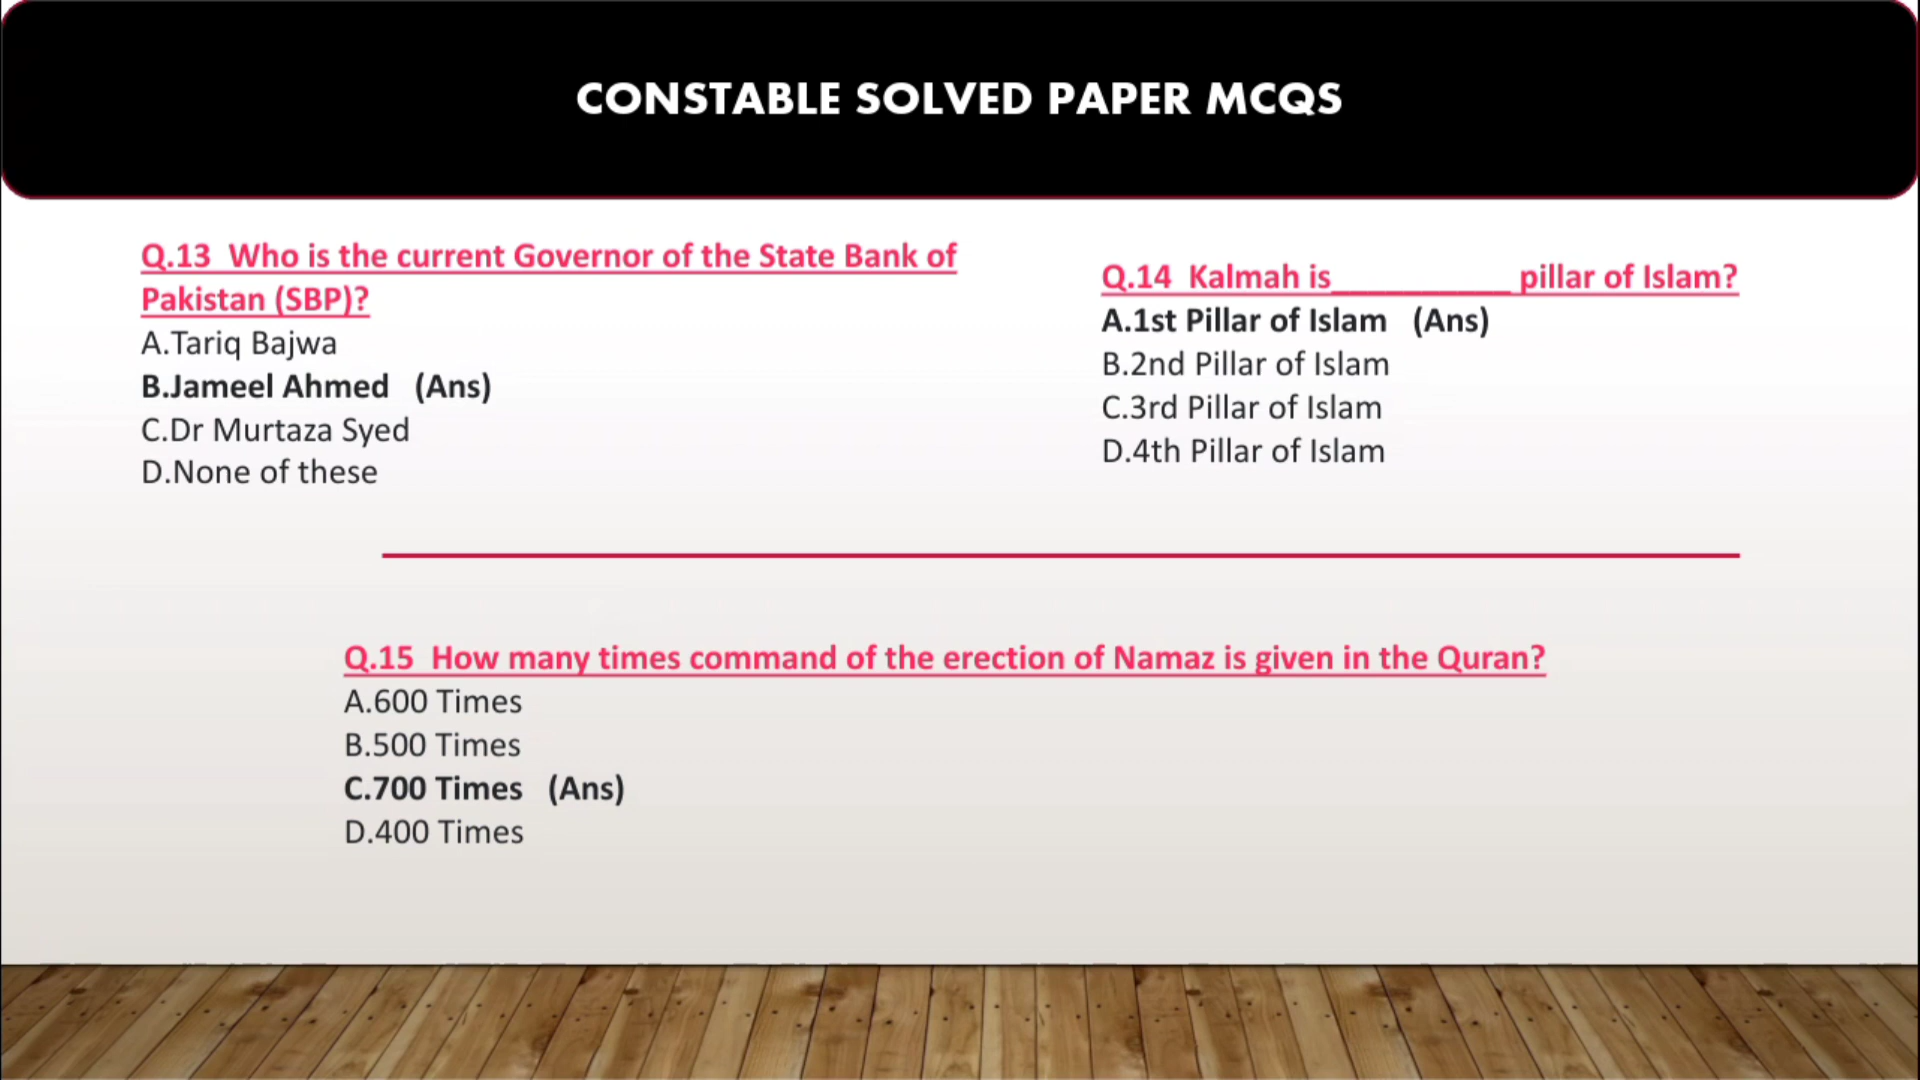 CONSTABLE SOLVED PAPER MCQS
Q.13  Who is the current Governor of the State Bank of
Pakistan (SBP)?
A.Tariq Bajwa
B.Jameel Ahmed   (Ans)
C.Dr Murtaza Syed
D.None of these
Q.14  Kalmah is__________ pillar of Islam?
A.1st Pillar of Islam   (Ans)
B.2nd Pillar of Islam
C.3rd Pillar of Islam
D.4th Pillar of Islam
Q.15  How many times command of the erection of Namaz is given in the Quran?
A.600 Times
B.500 Times
C.700 Times   (Ans)
D.400 Times